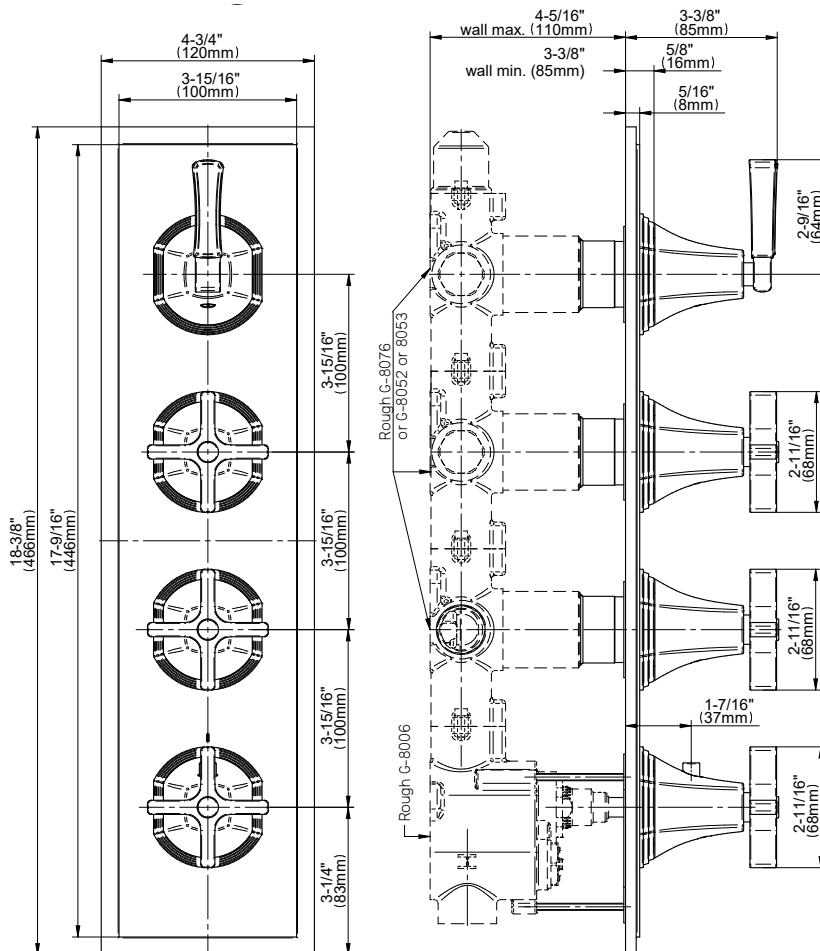 4-3/4"
(120mm)
3-15/16"
(100mm)
18-3/8"
(466mm)
17-9/16"
(446mm)
3-15/16"
(100mm)
3-15/16"
(100mm)
3-15/16"
(100mm)
3-1/4"
(83mm)
4-5/16"
wall max. (110mm)
3-3/8"
(85mm)
3-3/8"
wall min. (85mm)
5/8"
(16mm)
5/16"
(8mm)
2-9/16"
(64mm)
Rough G-8076
or G-8052 or 8053
2-11/16"
(68mm)
2-11/16"
(68mm)
1-7/16"
(37mm)
Rough G-8006
2-11/16"
(68mm)